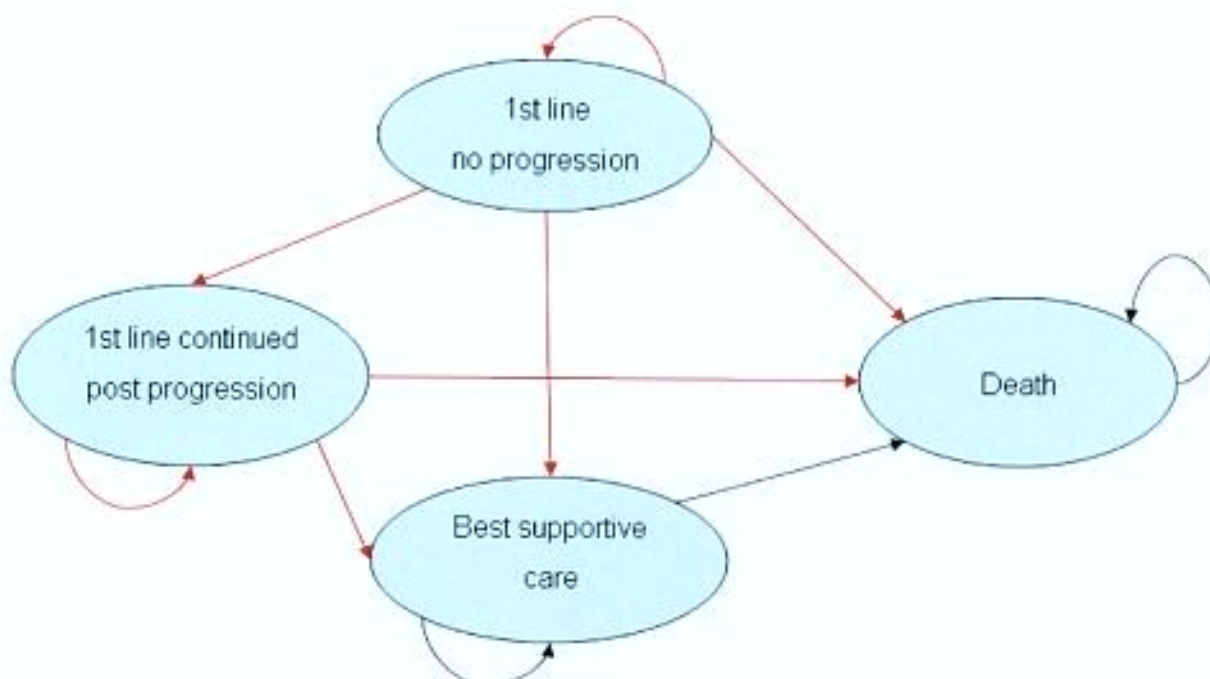 1st line
no progression
1st line continued
post progression
Death
Best supportive
care